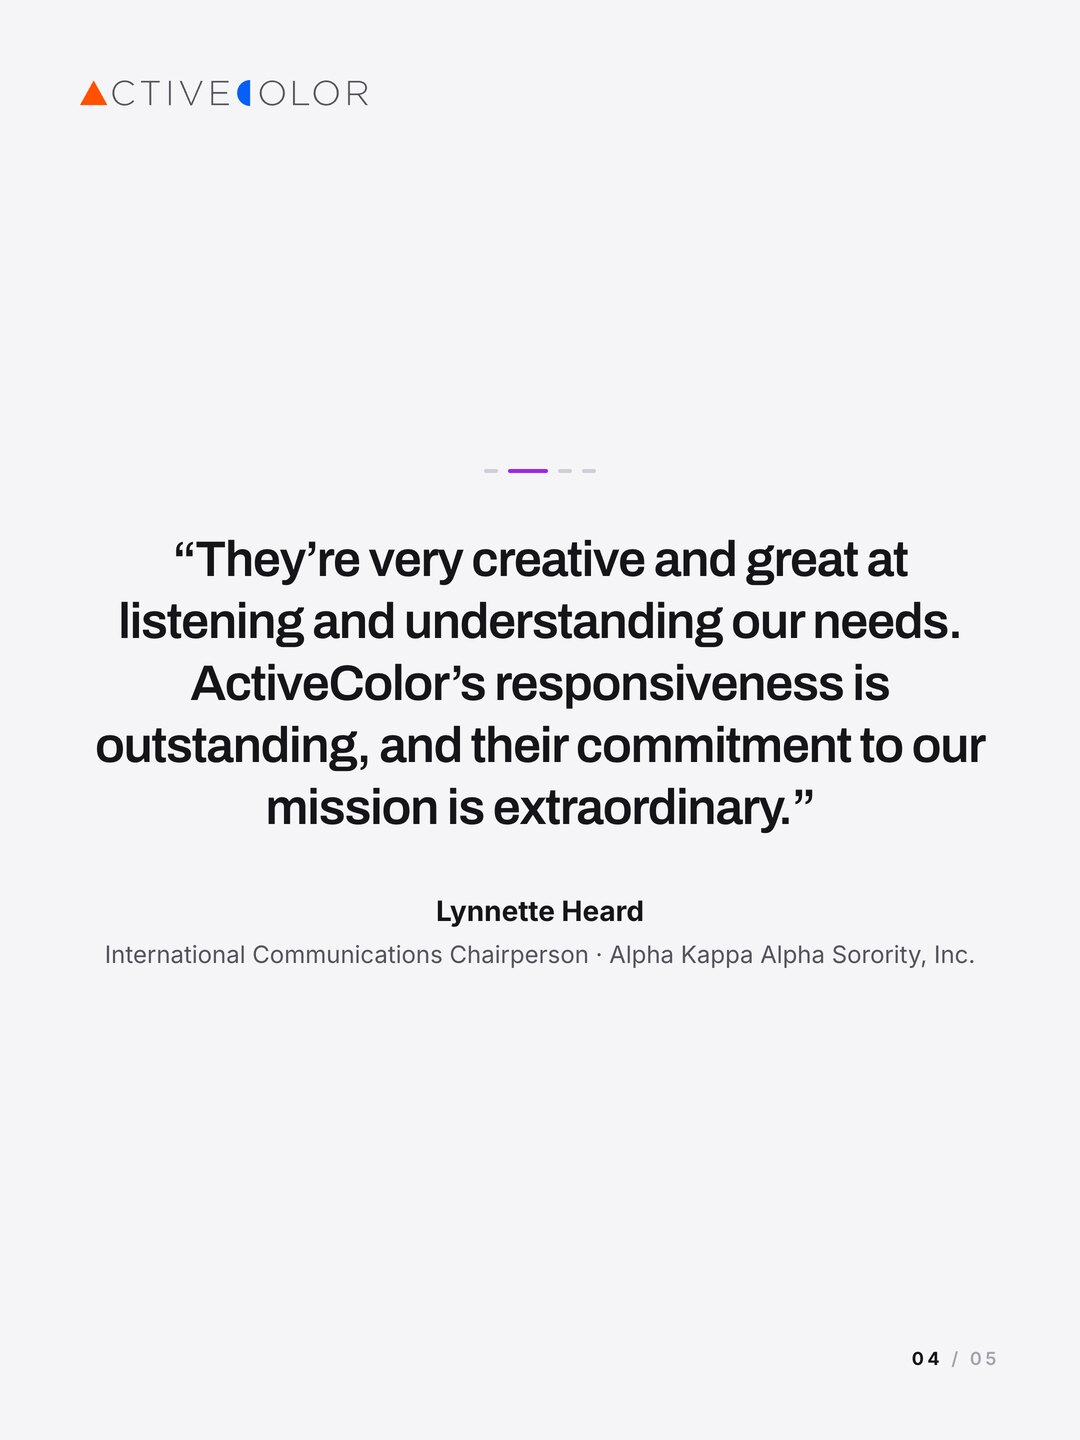 ACTIVECOLOR
“They’re very creative and great at
listening and understanding our needs.
ActiveColor’s responsiveness is
outstanding, and their commitment to our
mission is extraordinary.”
Lynnette Heard
International Communications Chairperson · Alpha Kappa Alpha Sorority, Inc.
04 / 05